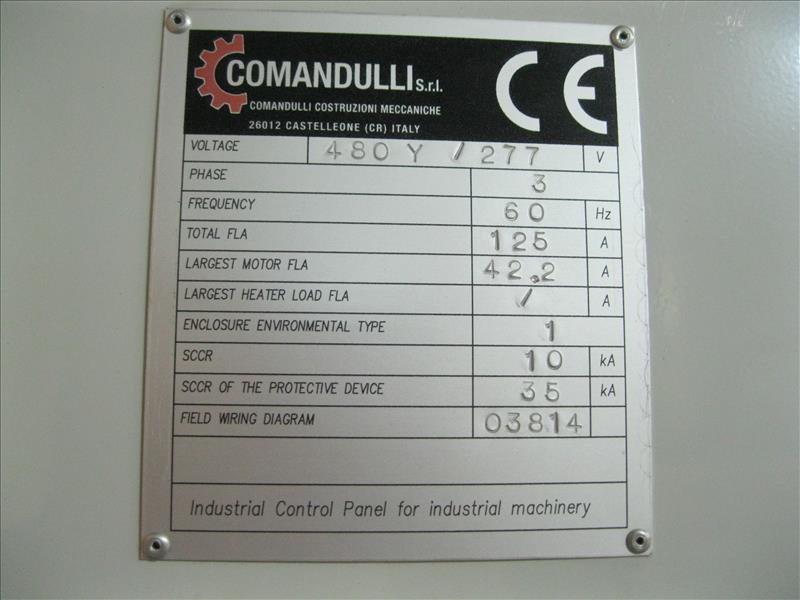 COMANDULLI S.r.l.
COMANDULLI COSTRUZIONI MECCANICHE
26012 CASTELLEONE (CR) ITALY
CE
VOLTAGE 480 Y / 277 V
PHASE 3
FREQUENCY 60 Hz
TOTAL FLA 125 A
LARGEST MOTOR FLA 42.2 A
LARGEST HEATER LOAD FLA / A
ENCLOSURE ENVIRONMENTAL TYPE 1
SCCR 10 kA
SCCR OF THE PROTECTIVE DEVICE 35 kA
FIELD WIRING DIAGRAM 03814
Industrial Control Panel for industrial machinery